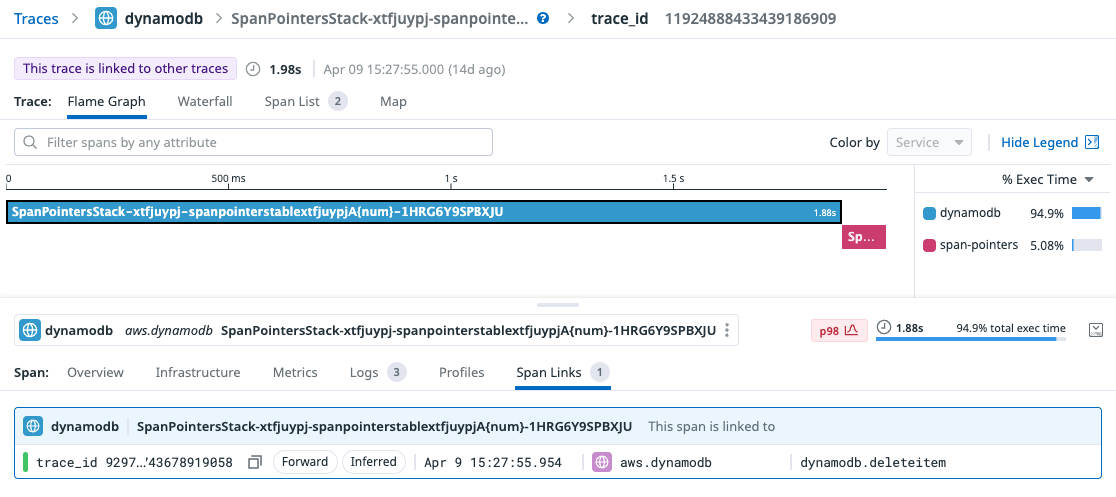 Traces > dynamodb > SpanPointersStack-xtfjuypj-spanpointe... ? > trace_id 11924888433439186909
This trace is linked to other traces 1.98s Apr 09 15:27:55.000 (14d ago)
Trace: Flame Graph Waterfall Span List 2 Map
Filter spans by any attribute Color by Service Hide Legend
0 500 ms 1 s 1.5 s % Exec Time
SpanPointersStack-xtfjuypj-spanpointerstablextfjuypjA{num}-1HRG6Y9SPBXJU 1.88s dynamodb 94.9%
Sp... span-pointers 5.08%
dynamodb aws.dynamodb SpanPointersStack-xtfjuypj-spanpointerstablextfjuypjA{num}-1HRG6Y9SPBXJU p98 1.88s 94.9% total exec time
Span: Overview Infrastructure Metrics Logs 3 Profiles Span Links 1
dynamodb SpanPointersStack-xtfjuypj-spanpointerstablextfjuypjA{num}-1HRG6Y9SPBXJU This span is linked to
trace_id 9297…"43678919058 Forward Inferred Apr 9 15:27:55.954 aws.dynamodb dynamodb.deleteitem